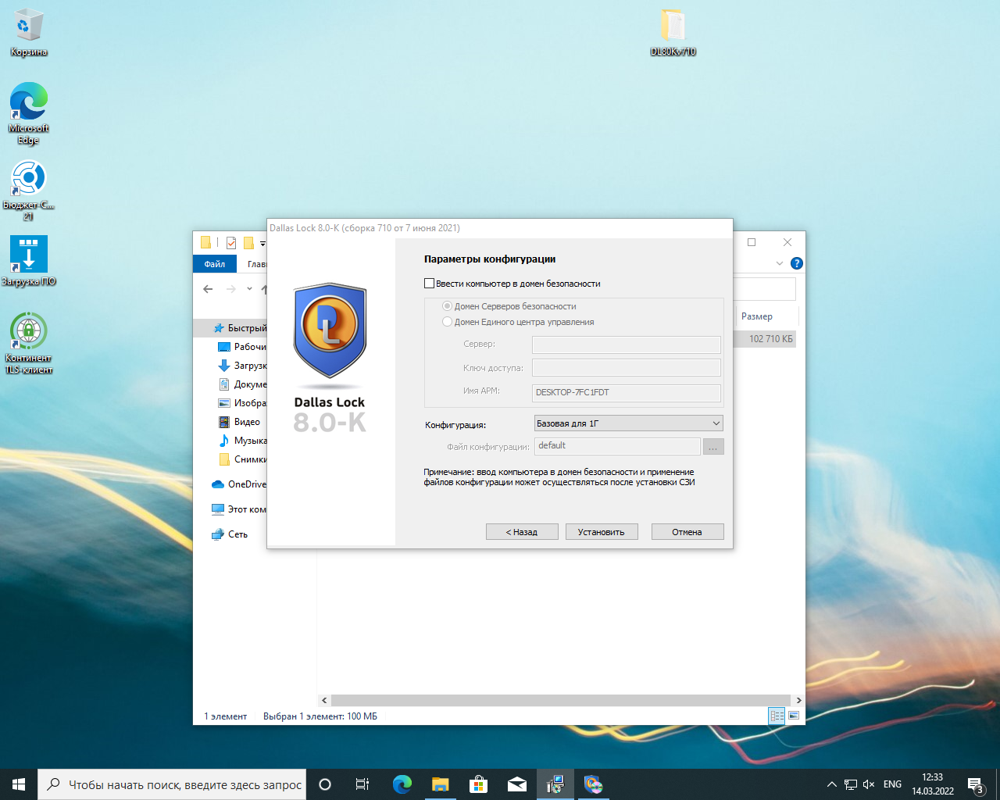 Корзина
DL80Kv710
Microsoft
Edge
Бюджет-С...
21
Загрузка ПО
Континент
TLS-клиент
Dallas Lock 8.0-K (сборка 710 от 7 июня 2021)
Файл
Параметры конфигурации
Ввести компьютер в домен безопасности
Домен Серверов безопасности
Домен Единого центра управления
Сервер:
Ключ доступа:
Имя АРМ:
DESKTOP-7FC1FDT
Конфигурация:
Базовая для 1Г
Файл конфигурации:
default
...
Примечание: ввод компьютера в домен безопасности и применение
файлов конфигурации может осуществляться после установки СЗИ
< Назад
Установить
Отмена
Dallas Lock
8.0-K
Размер
102 710 КБ
Быстрый
Рабочи
Загрузк
Докуме
Изобра
Видео
Музыка
Снимки
OneDrive
Этот ком
Сеть
1 элемент
Выбран 1 элемент: 100 МБ
Чтобы начать поиск, введите здесь запрос
ENG
12:33
14.03.2022
3